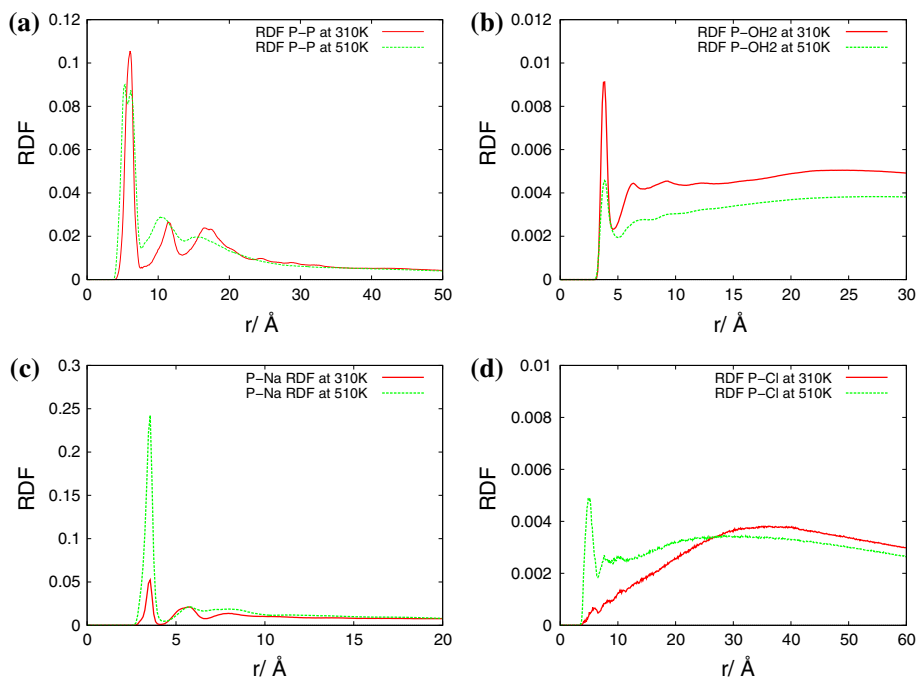 (a)
RDF P-P at 310K
RDF P-P at 510K
RDF
0.12
0.1
0.08
0.06
0.04
0.02
0
0 10 20 30 40 50
r/ Å
(b)
RDF P-OH2 at 310K
RDF P-OH2 at 510K
RDF
0.012
0.01
0.008
0.006
0.004
0.002
0
0 5 10 15 20 25 30
r/ Å
(c)
P-Na RDF at 310K
P-Na RDF at 510K
RDF
0.3
0.25
0.2
0.15
0.1
0.05
0
0 5 10 15 20
r/ Å
(d)
RDF P-Cl at 310K
RDF P-Cl at 510K
RDF
0.01
0.008
0.006
0.004
0.002
0
0 10 20 30 40 50 60
r/ Å